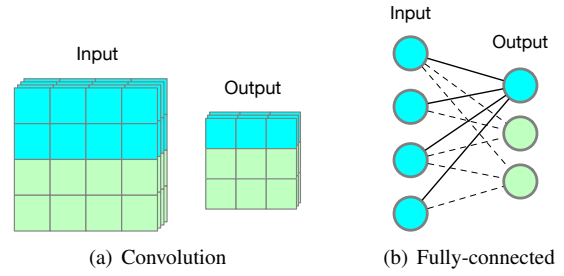 Input
Output
(a) Convolution
Input
Output
(b) Fully-connected